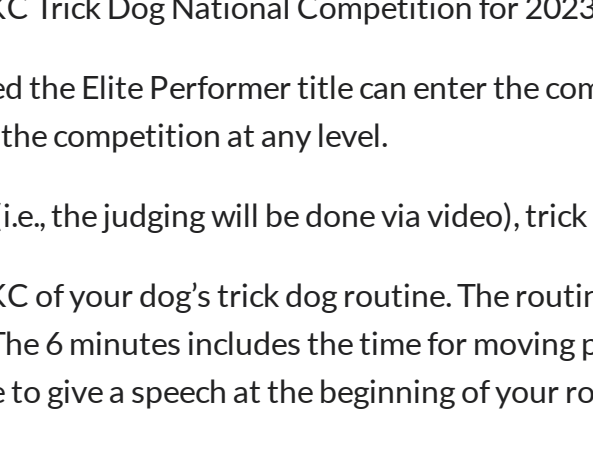 KC Trick Dog National Competition for 2023
ed the Elite Performer title can enter the com
the competition at any level.
(i.e., the judging will be done via video), trick
KC of your dog’s trick dog routine. The routin
The 6 minutes includes the time for moving p
e to give a speech at the beginning of your ro